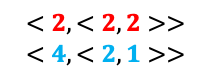 < 2, < 2, 2 >>
< 4, < 2, 1 >>